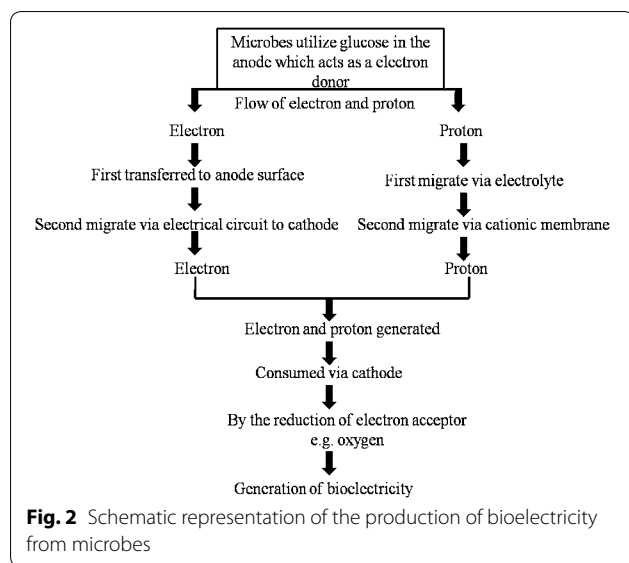 Microbes utilize glucose in the
anode which acts as a electron
donor
Flow of electron and proton
Electron
Proton
First transferred to anode surface
First migrate via electrolyte
Second migrate via electrical circuit to cathode
Second migrate via cationic membrane
Electron
Proton
Electron and proton generated
Consumed via cathode
By the reduction of electron acceptor
e.g. oxygen
Generation of bioelectricity
Fig. 2 Schematic representation of the production of bioelectricity
from microbes